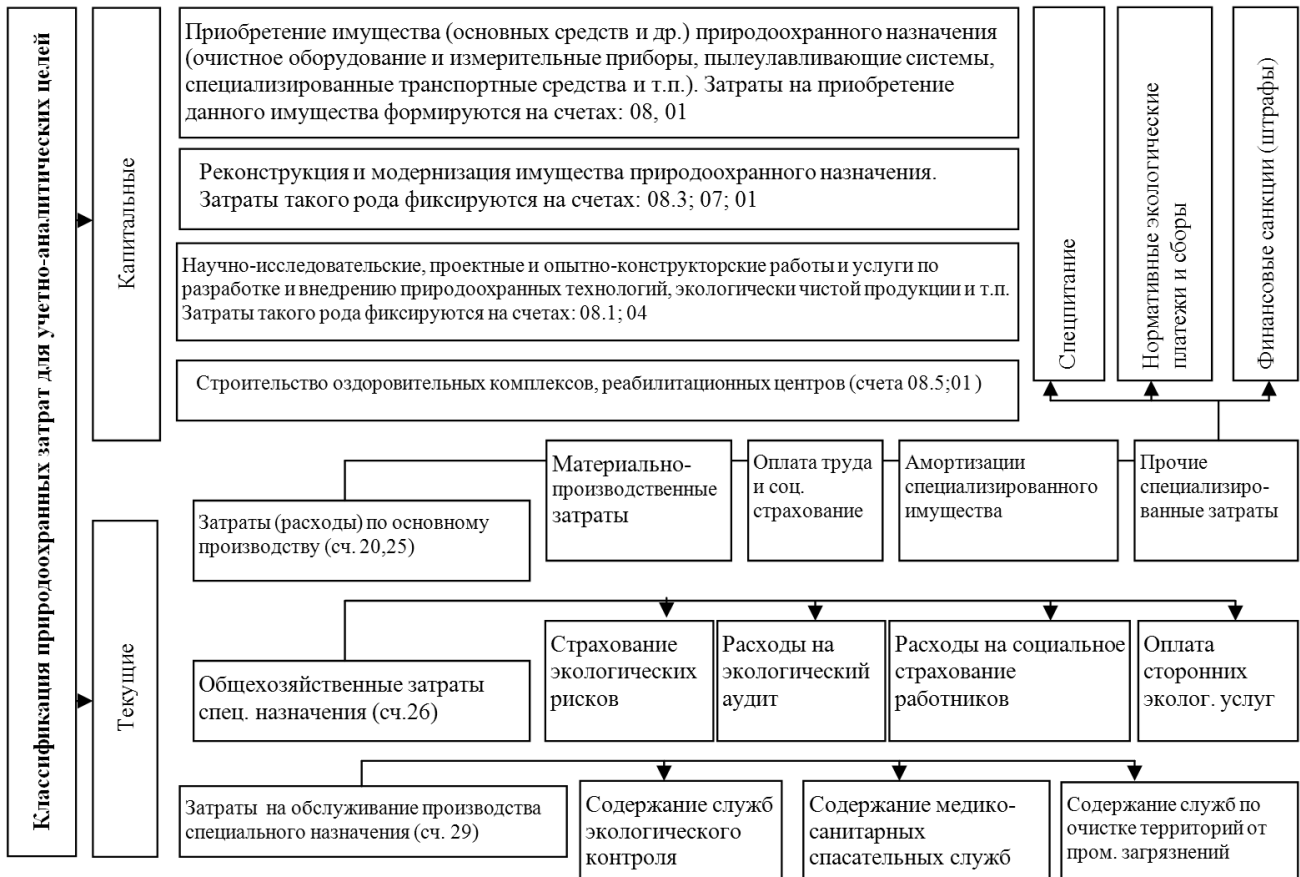 Классификация природоохранных затрат для учетно-аналитических целей
Капитальные
Приобретение имущества (основных средств и др.) природоохранного назначения
(очистное оборудование и измерительные приборы, пылеулавливающие системы,
специализированные транспортные средства и т.п.). Затраты на приобретение
данного имущества формируются на счетах: 08, 01
Реконструкция и модернизация имущества природоохранного назначения.
Затраты такого рода фиксируются на счетах: 08.3; 07; 01
Научно-исследовательские, проектные и опытно-конструкторские работы и услуги по
разработке и внедрению природоохранных технологий, экологически чистой продукции и т.п.
Затраты такого рода фиксируются на счетах: 08.1; 04
Строительство оздоровительных комплексов, реабилитационных центров (счета 08.5;01 )
Спецпитание
Нормативные экологические
платежи и сборы
Финансовые санкции (штрафы)
Текущие
Затраты (расходы) по основному
производству (сч. 20,25)
Материально-
производственные
затраты
Оплата труда
и соц.
страхование
Амортизации
специализированного
имущества
Прочие
специализиро-
ванные затраты
Общехозяйственные затраты
спец. назначения (сч.26)
Страхование
экологических
рисков
Расходы на
экологический
аудит
Расходы на социальное
страхование
работников
Оплата
сторонних
эколог. услуг
Затраты на обслуживание производства
специального назначения (сч. 29)
Содержание служб
экологического
контроля
Содержание медико-
санитарных
спасательных служб
Содержание служб по
очистке территорий от
пром. загрязнений